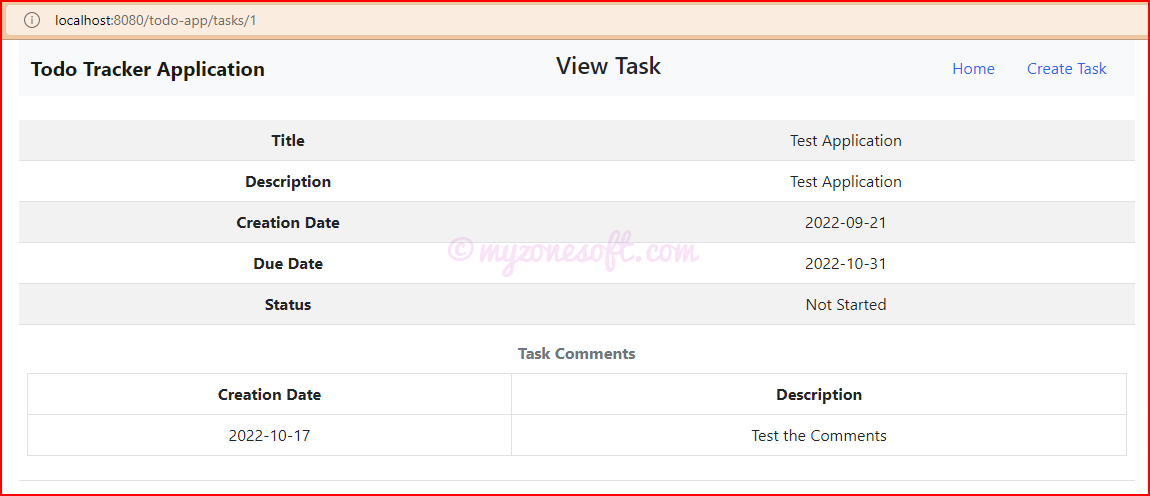 localhost:8080/todo-app/tasks/1
Todo Tracker Application View Task Home Create Task
Title Test Application
Description Test Application
Creation Date 2022-09-21
© myzonesoft.com
Due Date 2022-10-31
Status Not Started
Task Comments
Creation Date Description
2022-10-17 Test the Comments